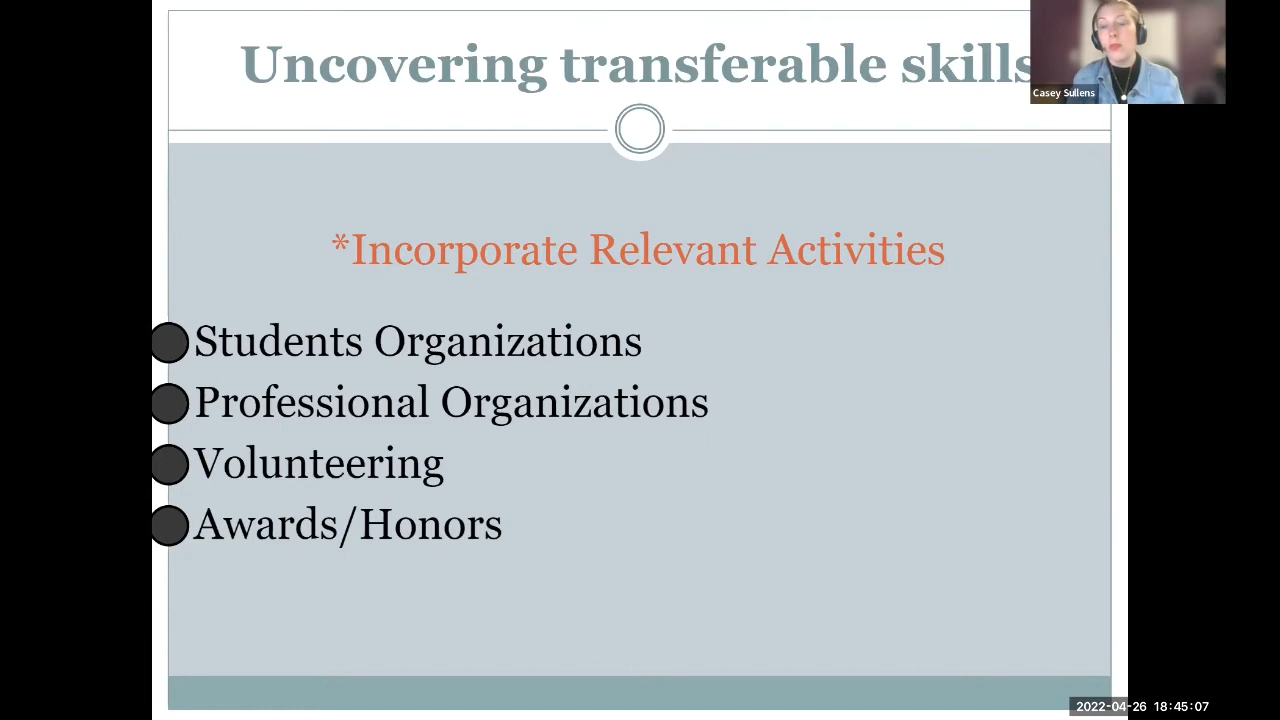 Uncovering transferable skills
Casey Sullens
*Incorporate Relevant Activities
Students Organizations
Professional Organizations
Volunteering
Awards/Honors
2022-04-26 18:45:07